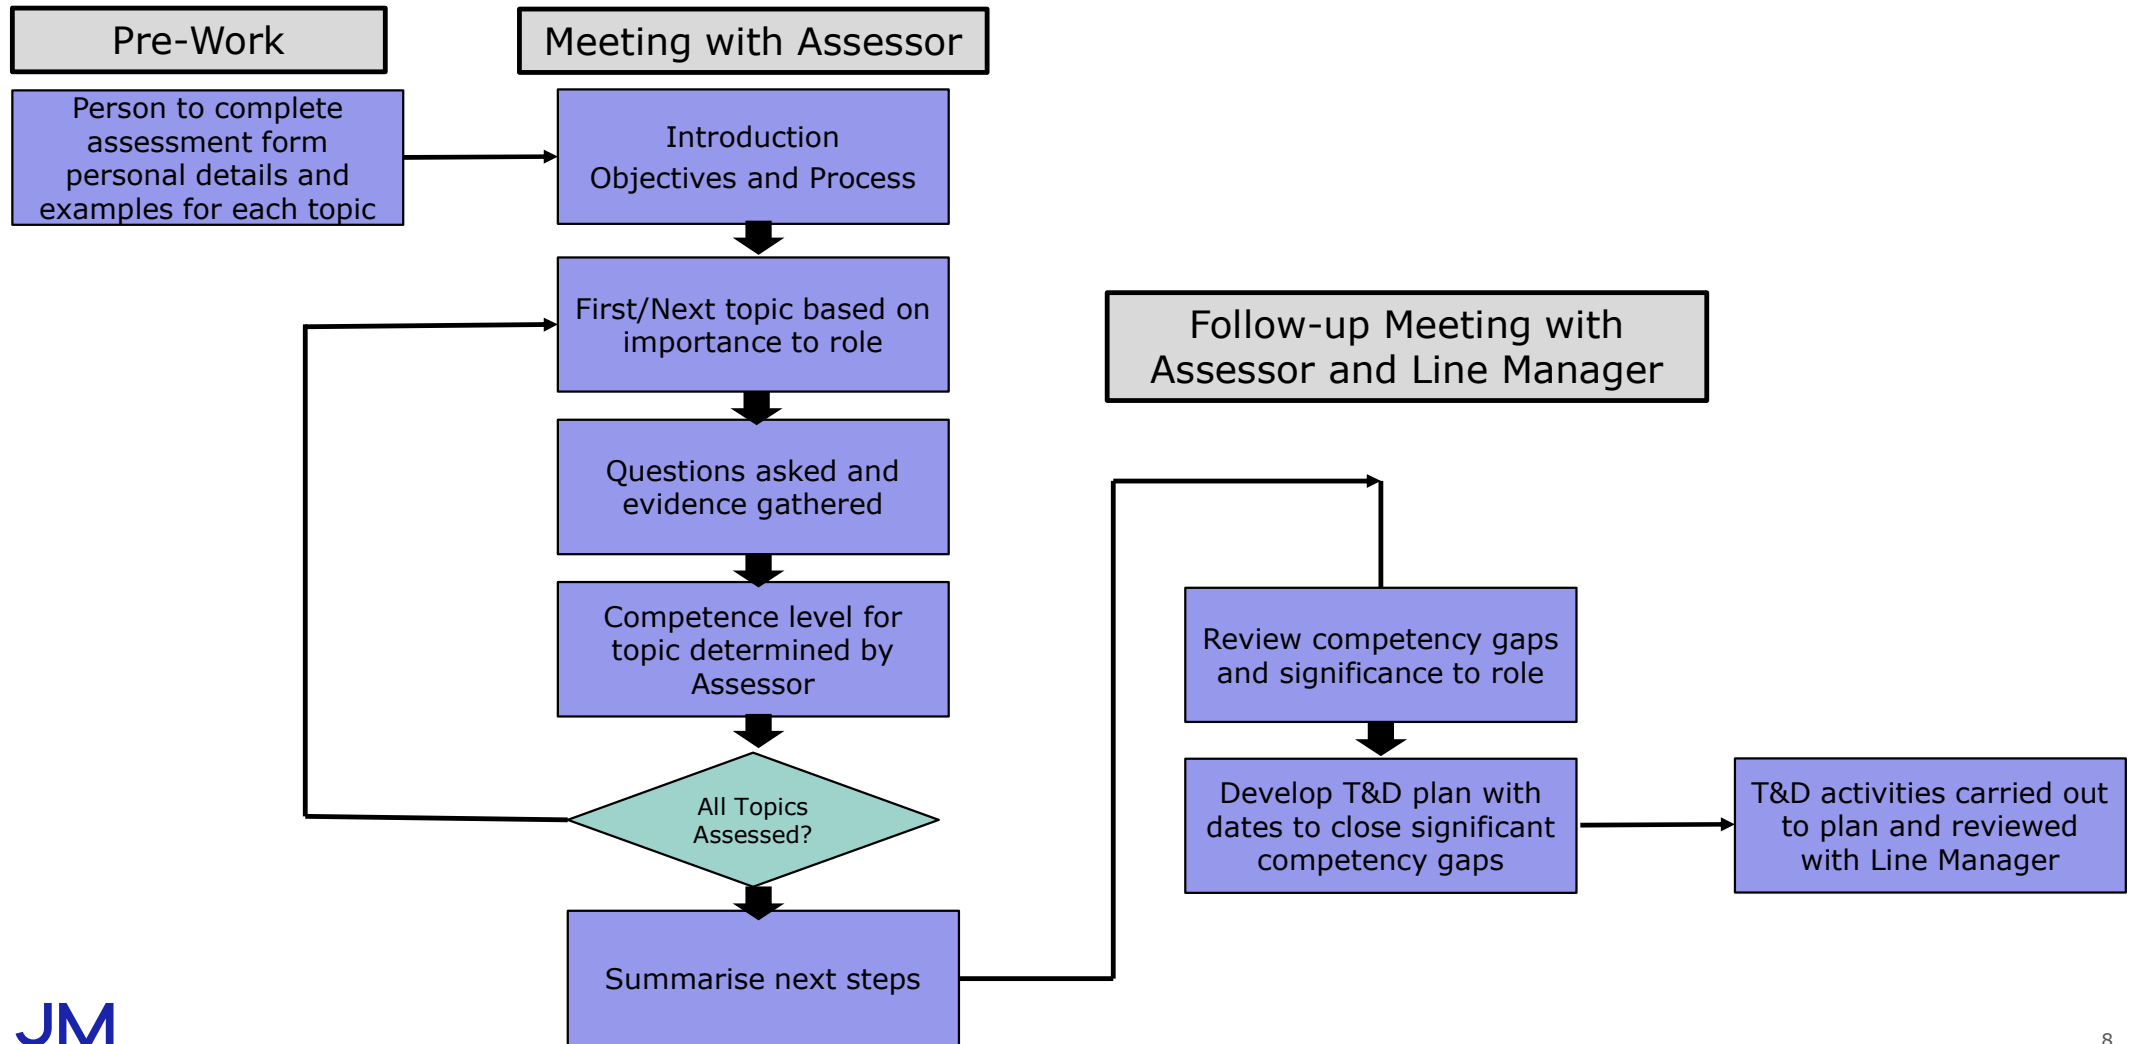 Pre-Work
Meeting with Assessor
Person to complete
assessment form
personal details and
examples for each topic
Introduction
Objectives and Process
First/Next topic based on
importance to role
Follow-up Meeting with
Assessor and Line Manager
Questions asked and
evidence gathered
Competence level for
topic determined by
Assessor
Review competency gaps
and significance to role
All Topics
Assessed?
Develop T&D plan with
dates to close significant
competency gaps
T&D activities carried out
to plan and reviewed
with Line Manager
Summarise next steps
JM
8